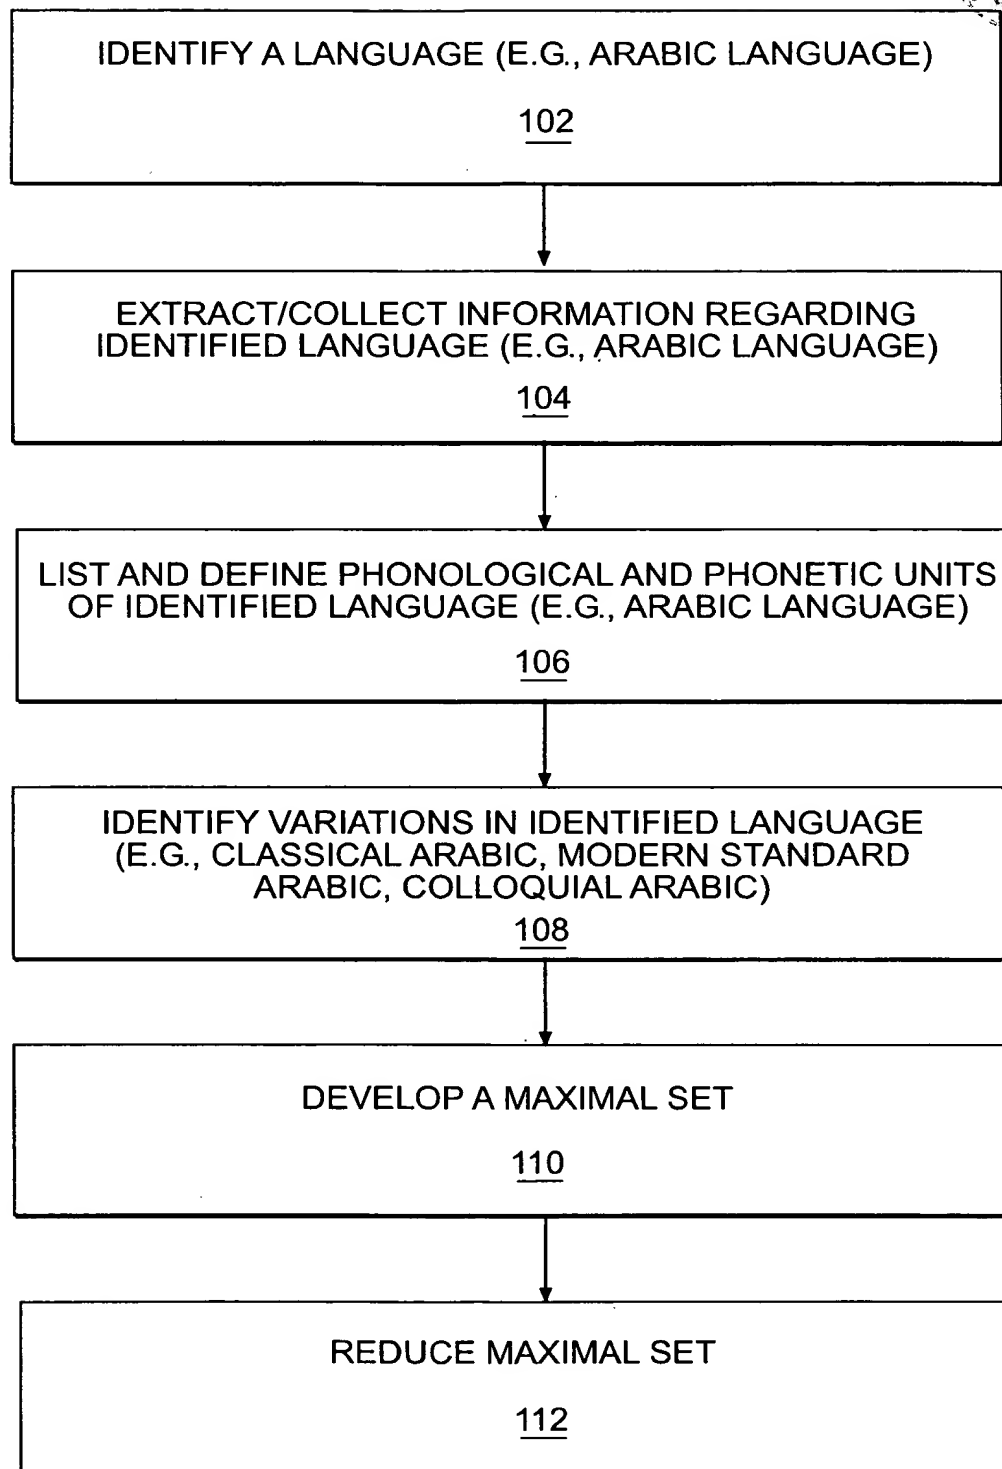 IDENTIFY A LANGUAGE (E.G., ARABIC LANGUAGE)
102
EXTRACT/COLLECT INFORMATION REGARDING
IDENTIFIED LANGUAGE (E.G., ARABIC LANGUAGE)
104
LIST AND DEFINE PHONOLOGICAL AND PHONETIC UNITS
OF IDENTIFIED LANGUAGE (E.G., ARABIC LANGUAGE)
106
IDENTIFY VARIATIONS IN IDENTIFIED LANGUAGE
(E.G., CLASSICAL ARABIC, MODERN STANDARD
ARABIC, COLLOQUIAL ARABIC)
108
DEVELOP A MAXIMAL SET
110
REDUCE MAXIMAL SET
112